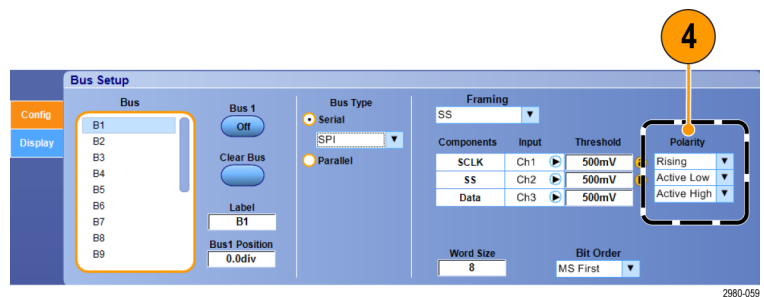 4
Bus Setup
Config
Display
Bus
B1
B2
B3
B4
B5
B6
B7
B8
B9
Bus 1
Off
Clear Bus
Label
B1
Bus1 Position
0.0div
Bus Type
Serial
SPI
Parallel
Framing
SS
Components Input Threshold Polarity
SCLK Ch1 500mV Rising
SS Ch2 500mV Active Low
Data Ch3 500mV Active High
Word Size
8
Bit Order
MS First
2980-059